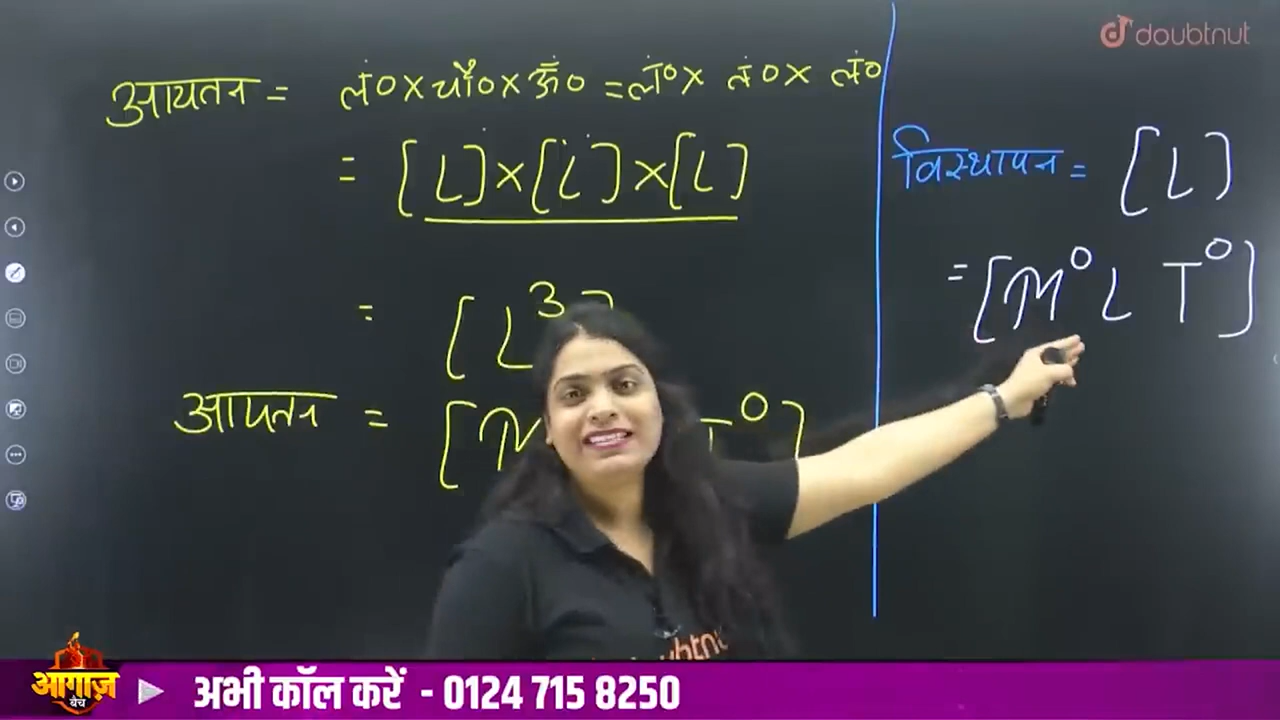 doubtnut
आयतन = लं० × चौ० × ऊँ० = लं० × लं० × लं०
= [L] × [L] × [L]
= [L³]
आयतन = [M T⁰]
विस्थापन = [L]
= [M⁰ L T⁰]
आगाज़
बैच
अभी कॉल करें - 0124 715 8250